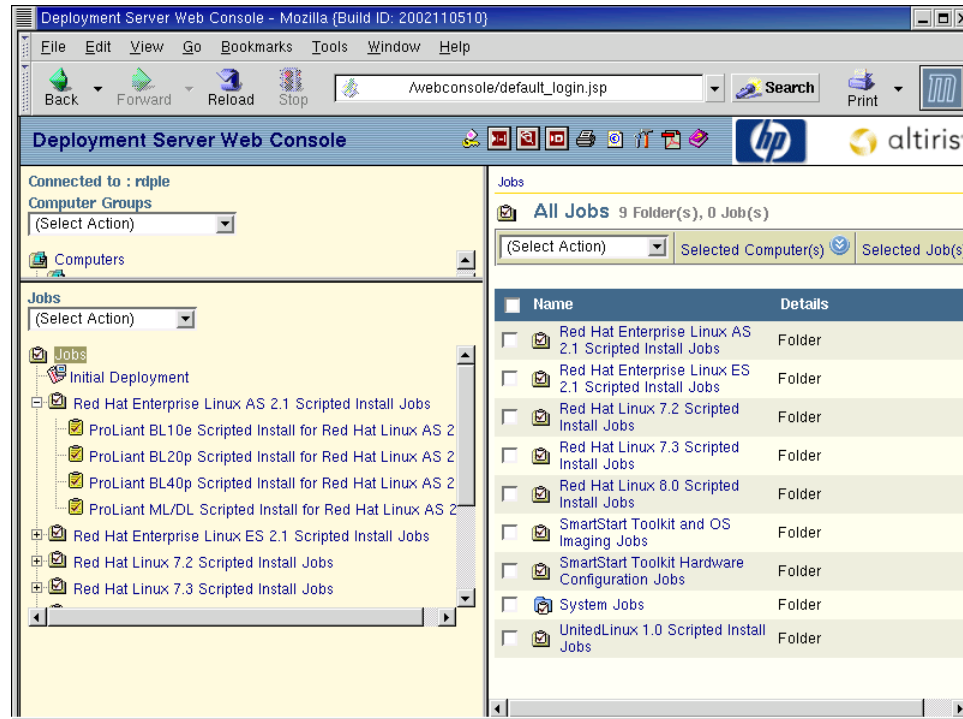 Deployment Server Web Console - Mozilla {Build ID: 2002110510}
File Edit View Go Bookmarks Tools Window Help
Back Forward Reload Stop /webconsole/default_login.jsp Search Print
Deployment Server Web Console hp altiris
Connected to : rdple
Computer Groups
(Select Action)
Computers
Jobs
(Select Action)
Jobs
Initial Deployment
Red Hat Enterprise Linux AS 2.1 Scripted Install Jobs
ProLiant BL10e Scripted Install for Red Hat Linux AS 2
ProLiant BL20p Scripted Install for Red Hat Linux AS 2
ProLiant BL40p Scripted Install for Red Hat Linux AS 2
ProLiant ML/DL Scripted Install for Red Hat Linux AS 2
Red Hat Enterprise Linux ES 2.1 Scripted Install Jobs
Red Hat Linux 7.2 Scripted Install Jobs
Red Hat Linux 7.3 Scripted Install Jobs
Jobs
All Jobs 9 Folder(s), 0 Job(s)
(Select Action) Selected Computer(s) Selected Job(s
Name Details
Red Hat Enterprise Linux AS
2.1 Scripted Install Jobs Folder
Red Hat Enterprise Linux ES
2.1 Scripted Install Jobs Folder
Red Hat Linux 7.2 Scripted
Install Jobs Folder
Red Hat Linux 7.3 Scripted
Install Jobs Folder
Red Hat Linux 8.0 Scripted
Install Jobs Folder
SmartStart Toolkit and OS
Imaging Jobs Folder
SmartStart Toolkit Hardware
Configuration Jobs Folder
System Jobs Folder
UnitedLinux 1.0 Scripted Install
Jobs Folder